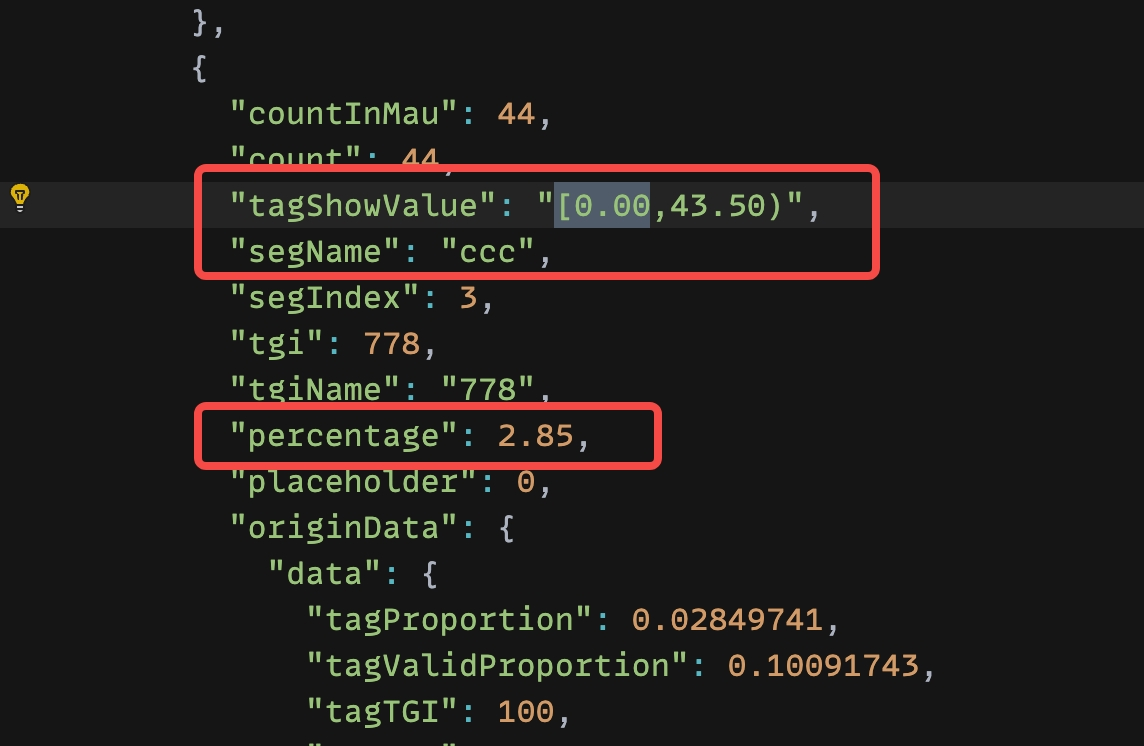 },
{
"countInMau": 44,
"count": 44,
"tagShowValue": "[0.00,43.50)",
"segName": "ccc",
"segIndex": 3,
"tgi": 778,
"tgiName": "778",
"percentage": 2.85,
"placeholder": 0,
"originData": {
"data": {
"tagProportion": 0.02849741,
"tagValidProportion": 0.10091743,
"tagTGI": 100,